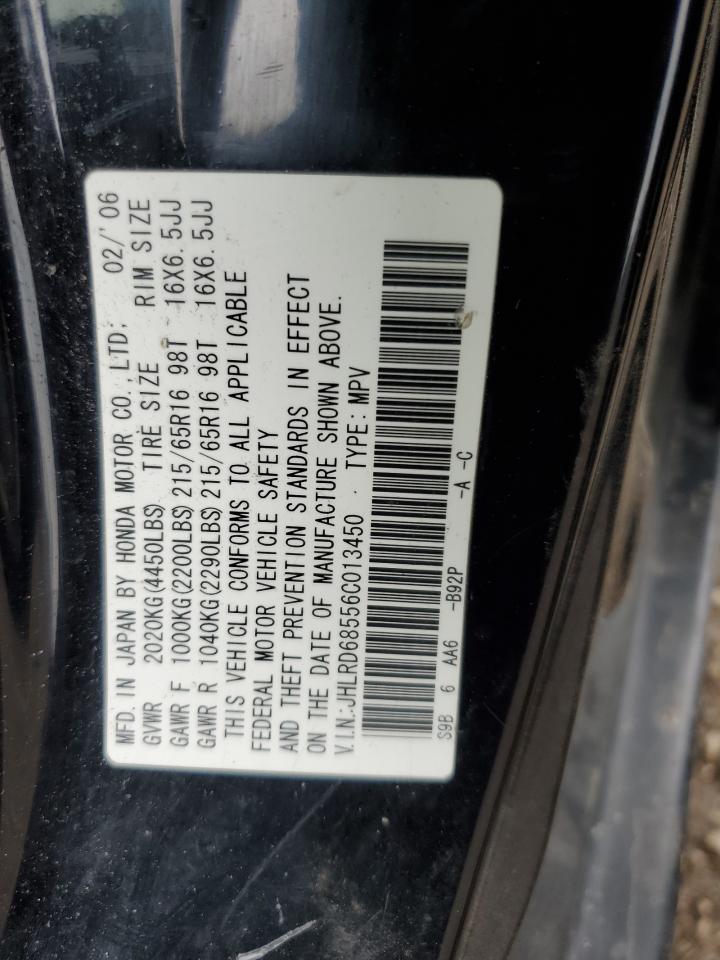 MFD. IN JAPAN BY HONDA MOTOR CO., LTD; 02/'06
GVWR 2020KG(4450LBS) TIRE SIZE RIM SIZE
GAWR F 1000KG(2200LBS)215/65R16 98T 16X6.5JJ
GAWR R 1040KG(2290LBS)215/65R16 98T 16X6.5JJ
THIS VEHICLE CONFORMS TO ALL APPLICABLE
FEDERAL MOTOR VEHICLE SAFETY
AND THEFT PREVENTION STANDARDS IN EFFECT
ON THE DATE OF MANUFACTURE SHOWN ABOVE.
V.I.N.:JHLRD68556C013450 · TYPE:MPV
S9B 6 AA6 -B92P -A -C